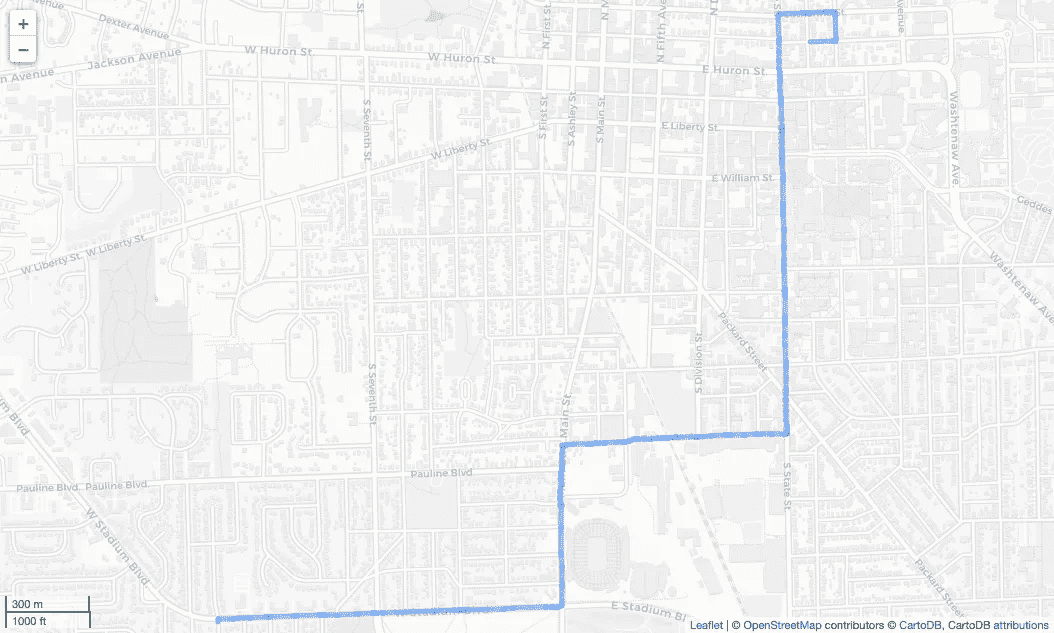 +
−
Dexter Avenue
Jackson Avenue
W Huron St.
W Huron St.
N First St.
N Fifth Ave
E Huron St.
Avenue
S Seventh St
S First St.
S Ashley St.
S Main St.
E Liberty St.
W Liberty St.
Washtenaw Ave.
E William St.
Geddes
W Liberty St.
W Liberty St.
Washtenaw Ave
Packard Street
S Division St.
S Seventh St.
Main St.
Pauline Blvd
Pauline Blvd.
Pauline Blvd.
S State St.
W Stadium Blvd
Packard Street
E Stadium Bl
300 m
1000 ft
Leaflet | © OpenStreetMap contributors © CartoDB, CartoDB attributions